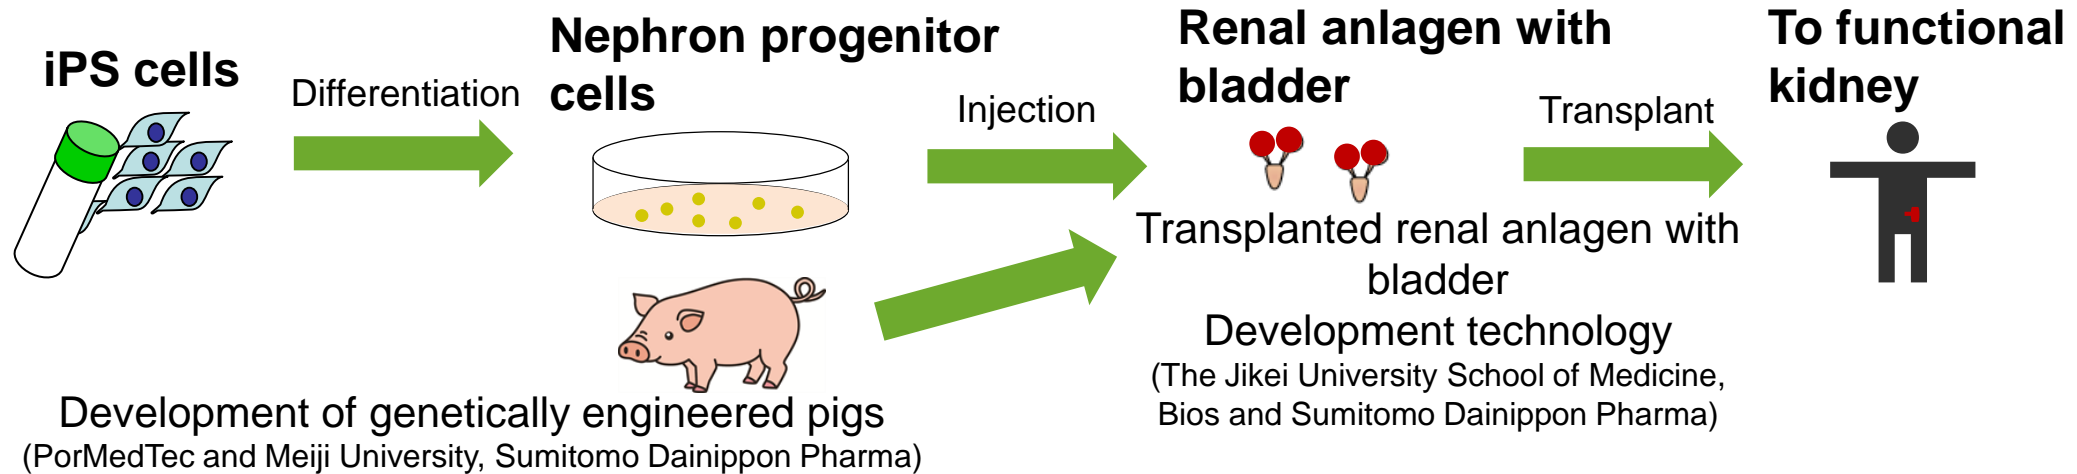 iPS cells
Differentiation
Nephron progenitor
cells
Injection
Renal anlagen with
bladder
Transplant
To functional
kidney
Transplanted renal anlagen with
bladder
Development technology
(The Jikei University School of Medicine,
Bios and Sumitomo Dainippon Pharma)
Development of genetically engineered pigs
(PorMedTec and Meiji University, Sumitomo Dainippon Pharma)